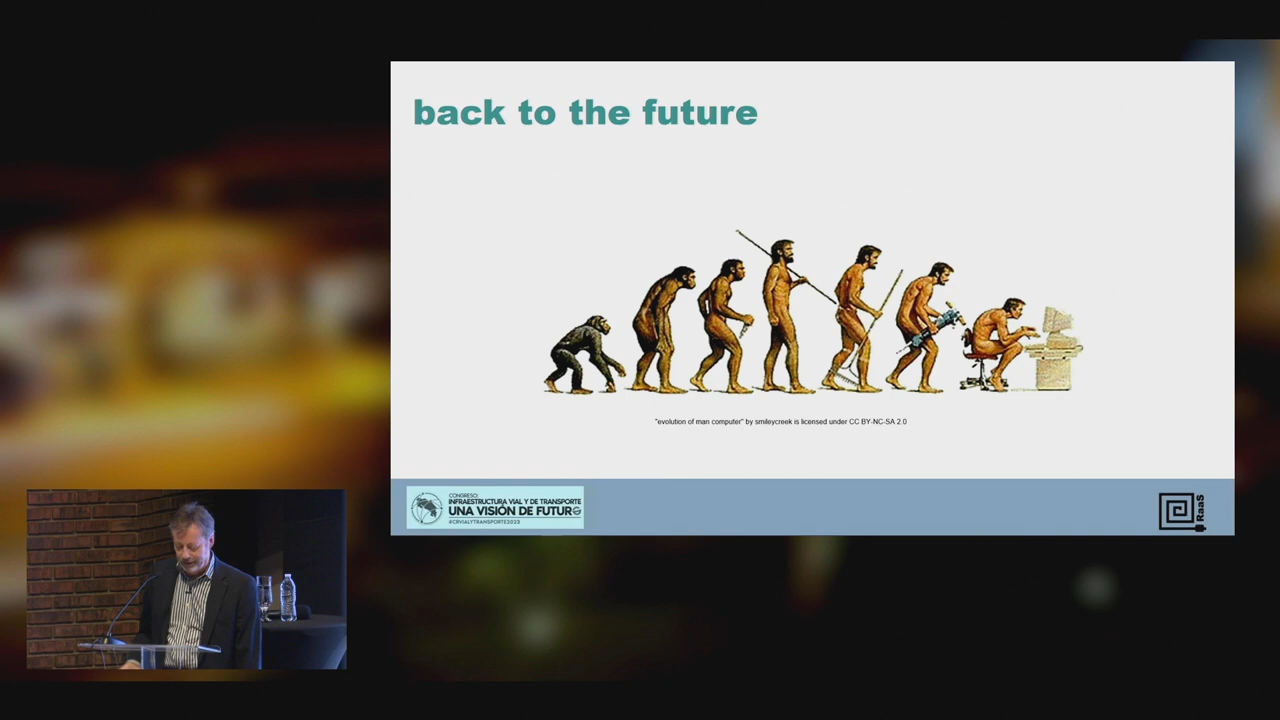 back to the future
"evolution of man computer" by smileycreek is licensed under CC BY-NC-SA 2.0
CONGRESO:
INFRAESTRUCTURA VIAL Y DE TRANSPORTE
UNA VISIÓN DE FUTURO
#CRVIALYTRANSPORTE2023
RaaS